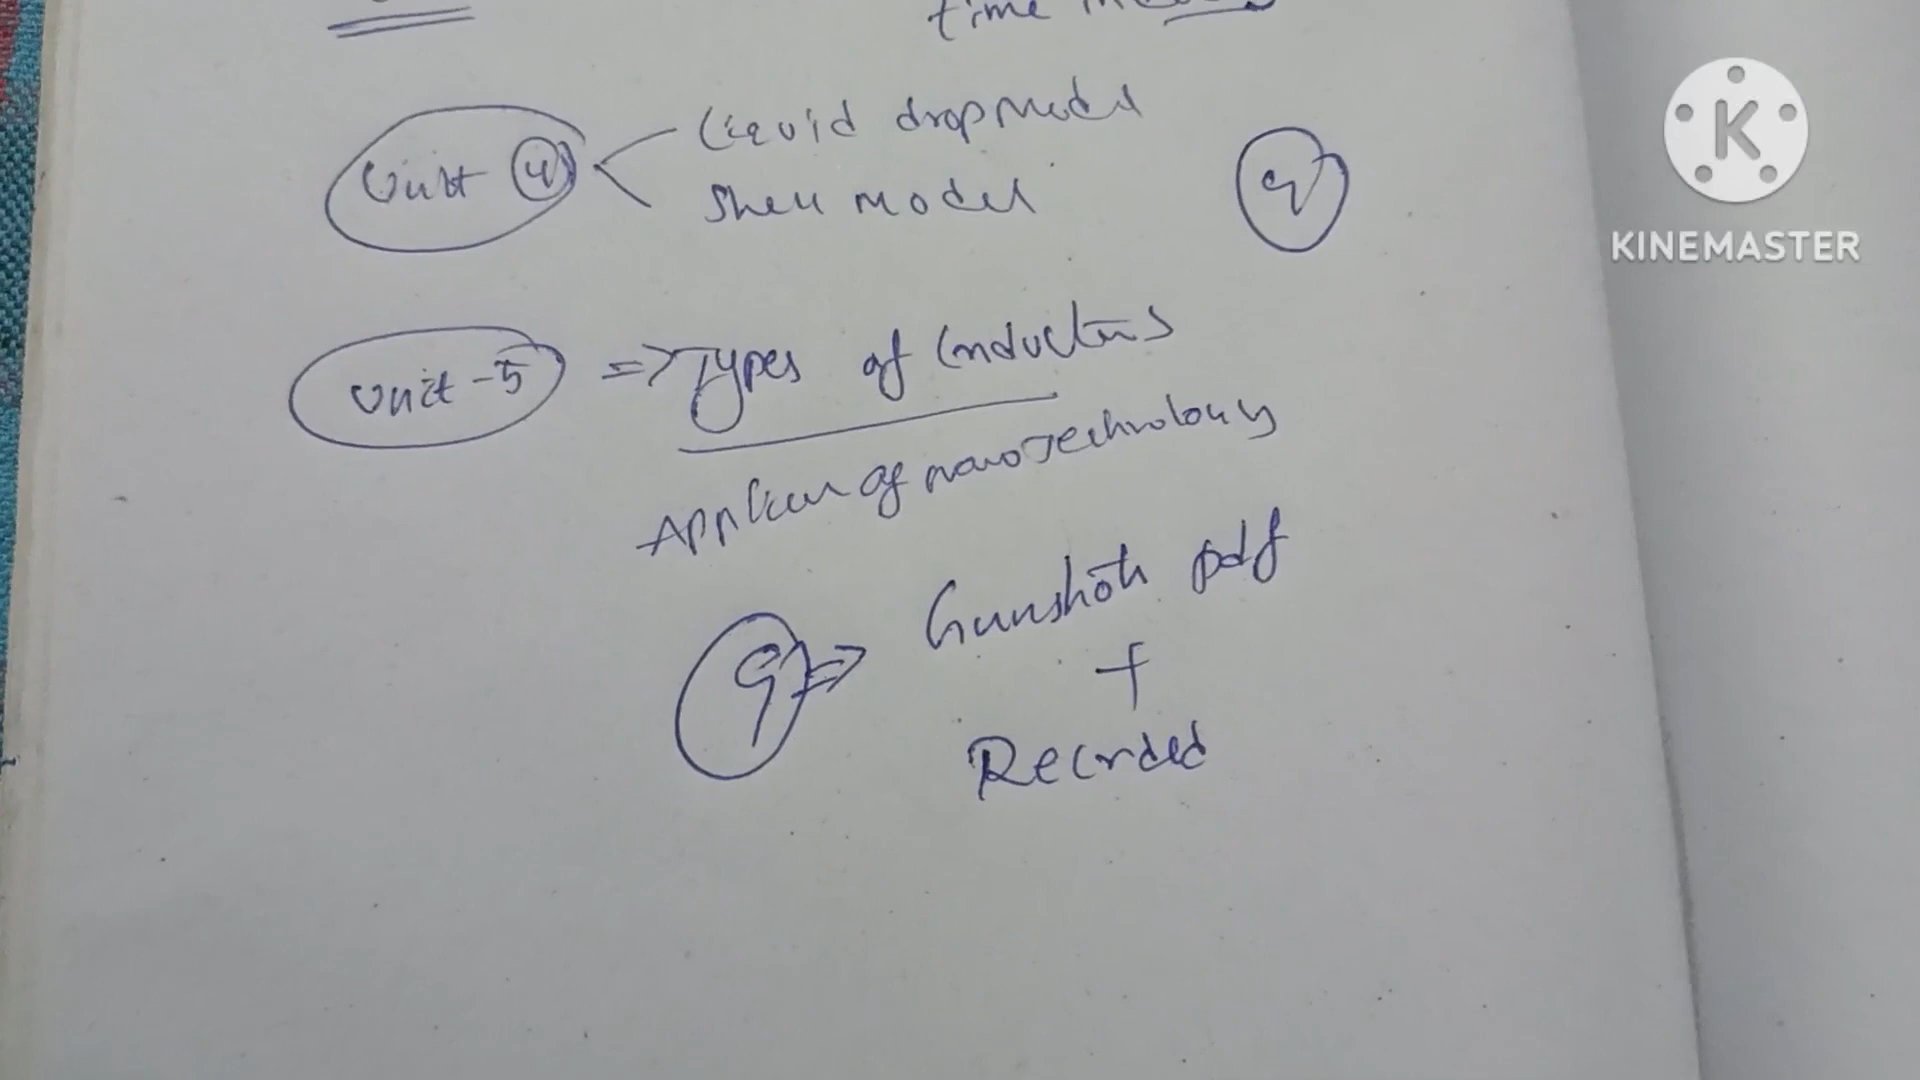 time
Unit - 4
Liquid drop model
Shell model
9
Unit - 5 => Types of Conductors
of nanotechnology
9 => Gunshot pdf
+
Recorded
K
KINEMASTER